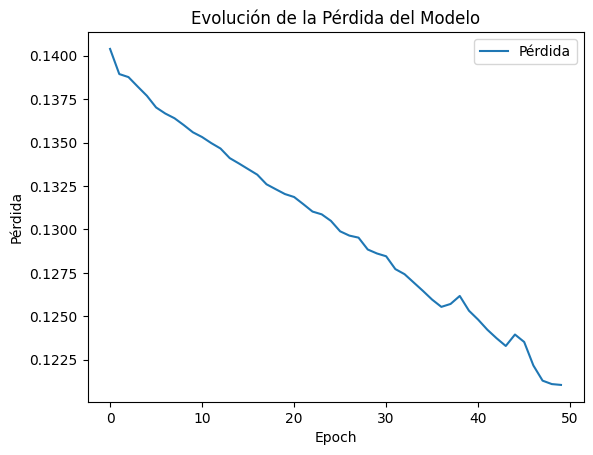 Evolución de la Pérdida del Modelo
Pérdida
0.1400
0.1375
0.1350
0.1325
0.1300
0.1275
0.1250
0.1225
Pérdida
0 10 20 30 40 50
Epoch